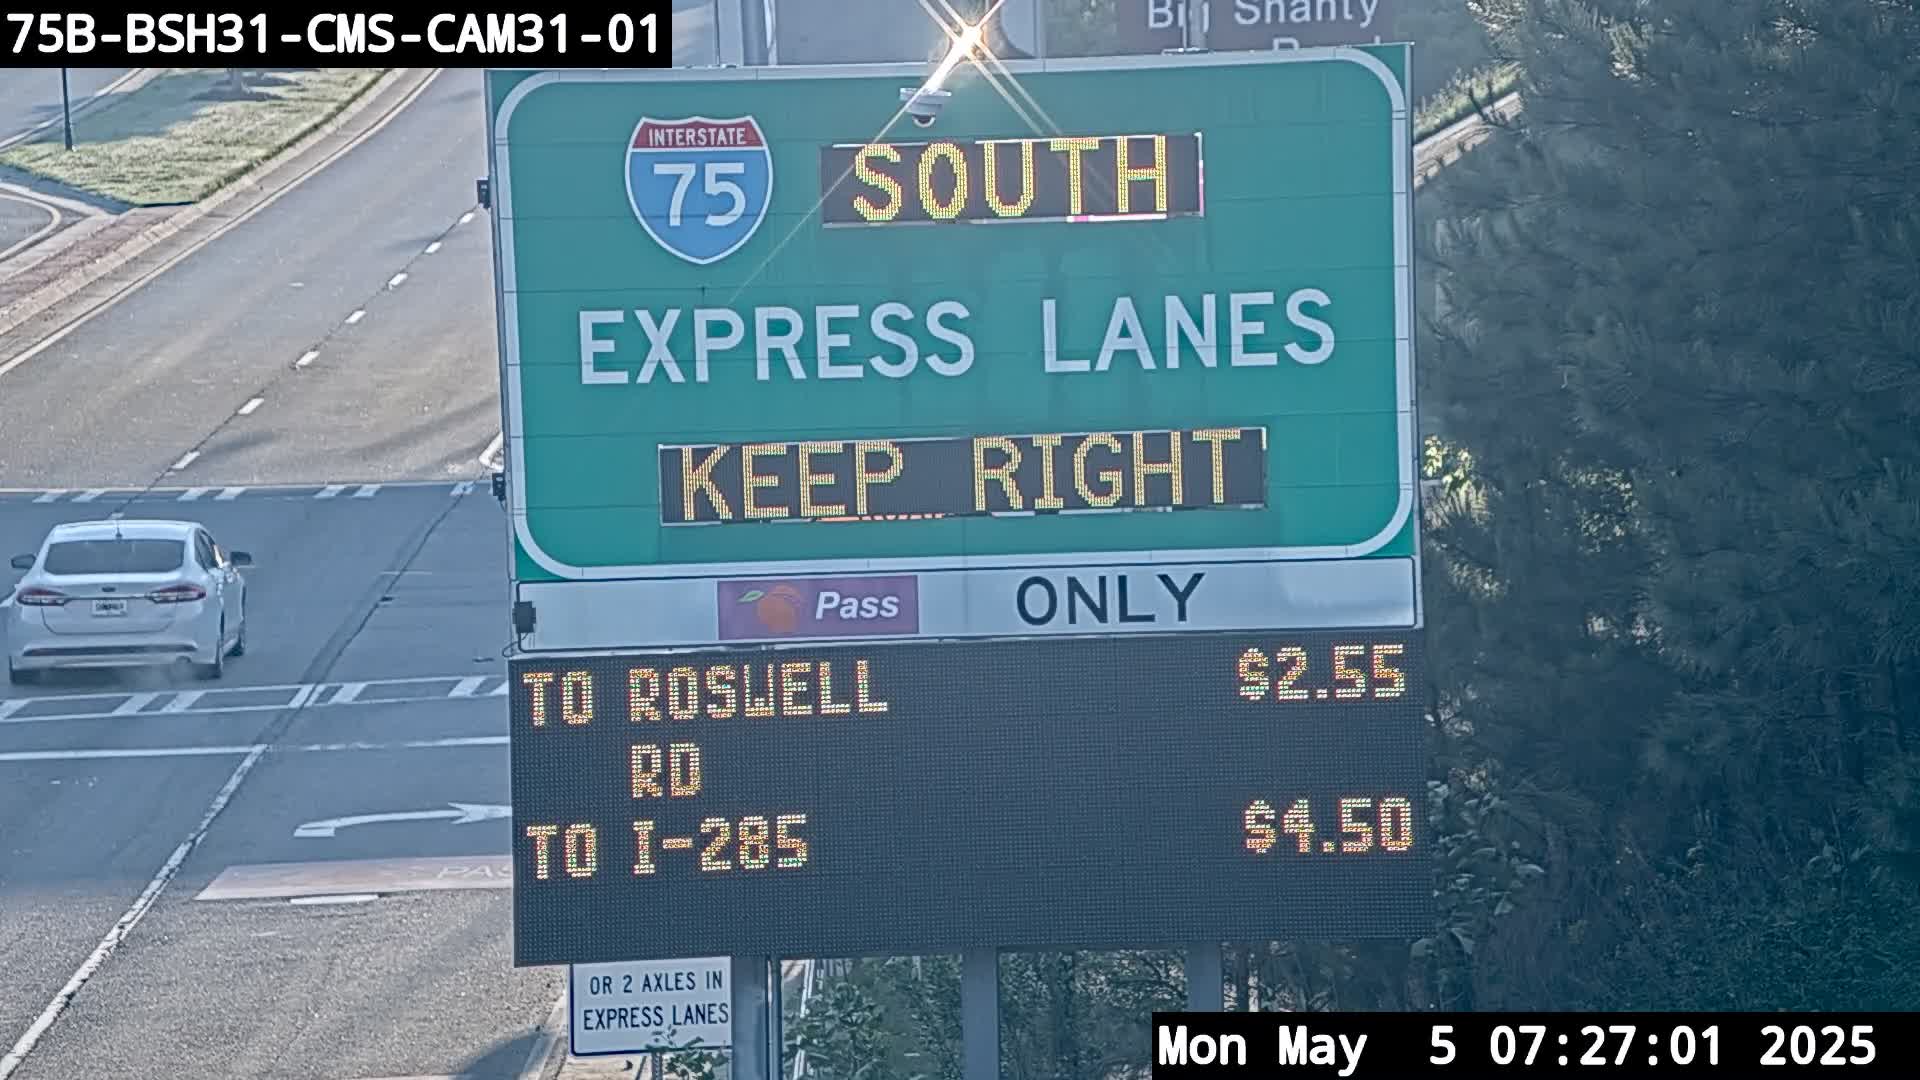 75B-BSH31-CMS-CAM31-01
Big Shanty
INTERSTATE
75
SOUTH
EXPRESS LANES
KEEP RIGHT
Pass
ONLY
TO ROSWELL $2.55
RD
TO I-285 $4.50
OR 2 AXLES IN
EXPRESS LANES
Mon May 5 07:27:01 2025